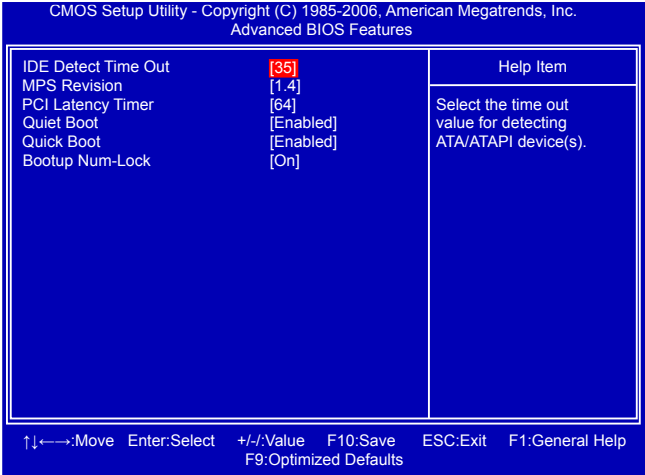 CMOS Setup Utility - Copyright (C) 1985-2006, American Megatrends, Inc.
Advanced BIOS Features
IDE Detect Time Out [35]
MPS Revision [1.4]
PCI Latency Timer [64]
Quiet Boot [Enabled]
Quick Boot [Enabled]
Bootup Num-Lock [On]
Help Item
Select the time out
value for detecting
ATA/ATAPI device(s).
↑↓←→:Move Enter:Select +/-/:Value F10:Save ESC:Exit F1:General Help
F9:Optimized Defaults